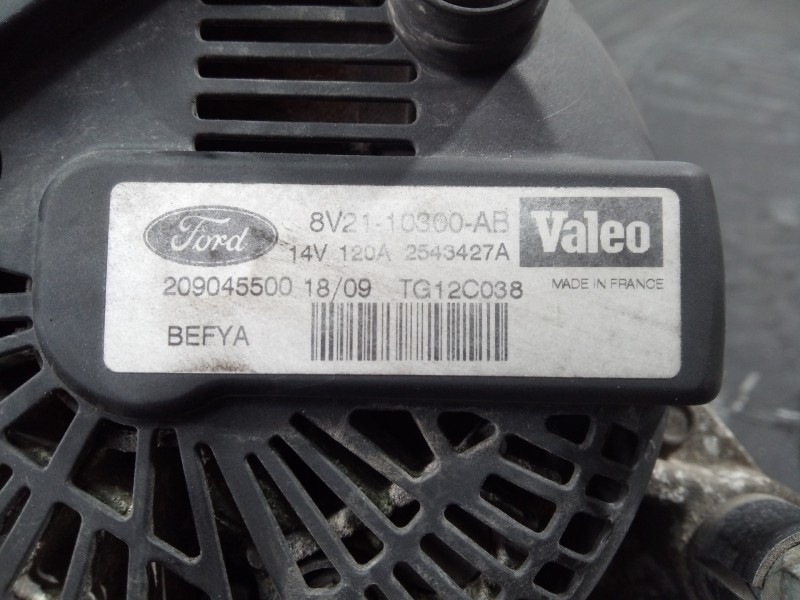 Ford 8V21-10300-AB Valeo
14V 120A 2543427A
209045500 18/09 TG12C038 MADE IN FRANCE
BEFYA